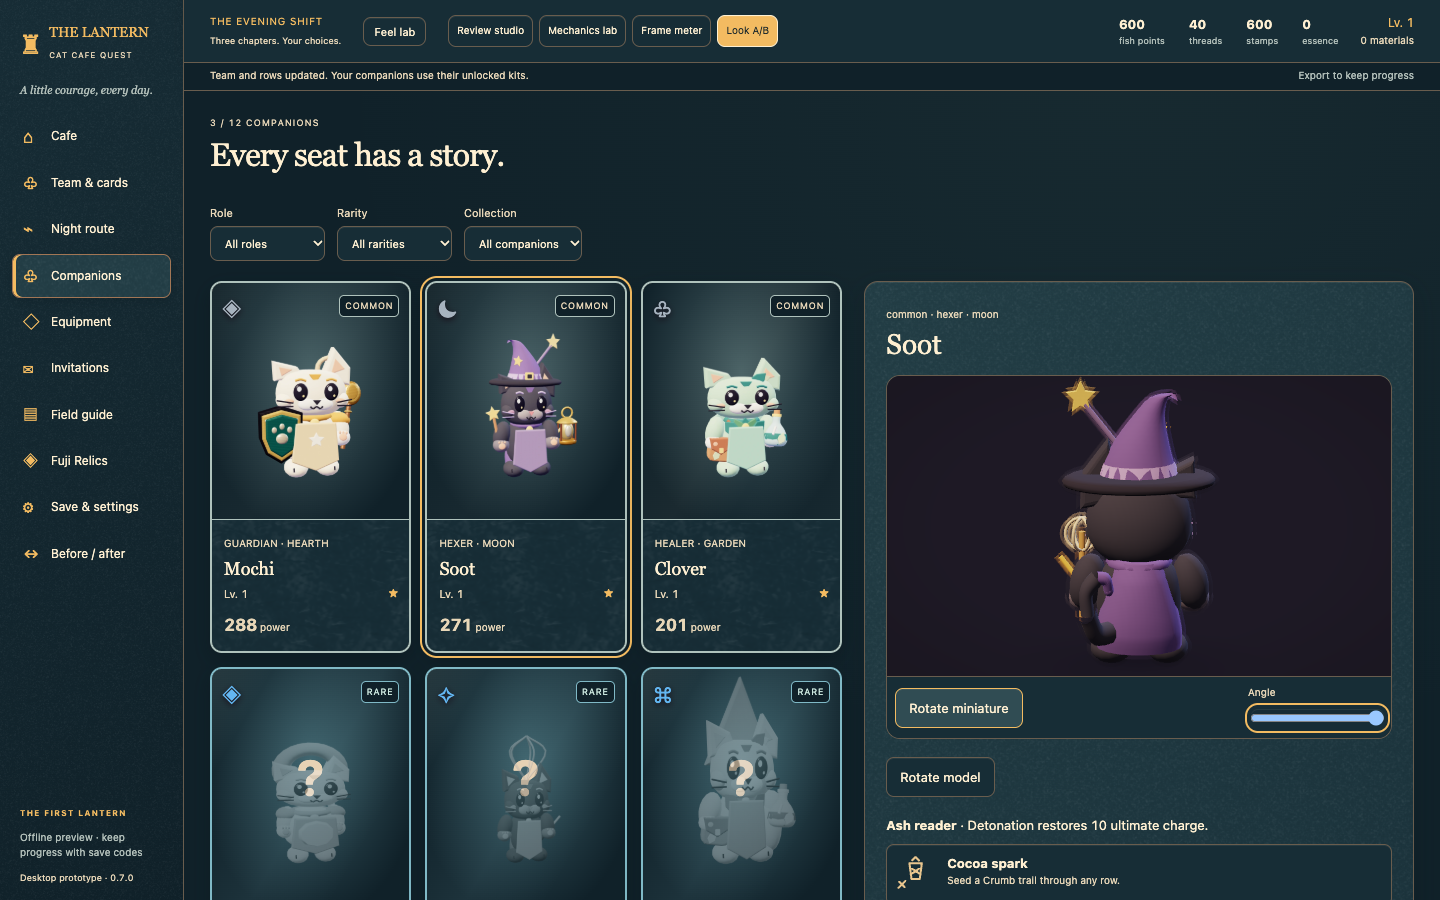 THE LANTERN
CAT CAFE QUEST
A little courage, every day.
Cafe
Team & cards
Night route
Companions
Equipment
Invitations
Field guide
Fuji Relics
Save & settings
Before / after
THE FIRST LANTERN
Offline preview · keep
progress with save codes
Desktop prototype · 0.7.0
THE EVENING SHIFT
Three chapters. Your choices.
Feel lab
Review studio
Mechanics lab
Frame meter
Look A/B
600
fish points
40
threads
600
stamps
0
essence
Lv. 1
0 materials
Team and rows updated. Your companions use their unlocked kits.
Export to keep progress
3 / 12 COMPANIONS
Every seat has a story.
Role
Rarity
Collection
All roles
All rarities
All companions
COMMON
GUARDIAN · HEARTH
Mochi
Lv. 1
288 power
COMMON
HEXER · MOON
Soot
Lv. 1
271 power
COMMON
HEALER · GARDEN
Clover
Lv. 1
201 power
RARE
?
RARE
?
RARE
?
common · hexer · moon
Soot
Rotate miniature
Angle
Rotate model
Ash reader · Detonation restores 10 ultimate charge.
Cocoa spark
Seed a Crumb trail through any row.